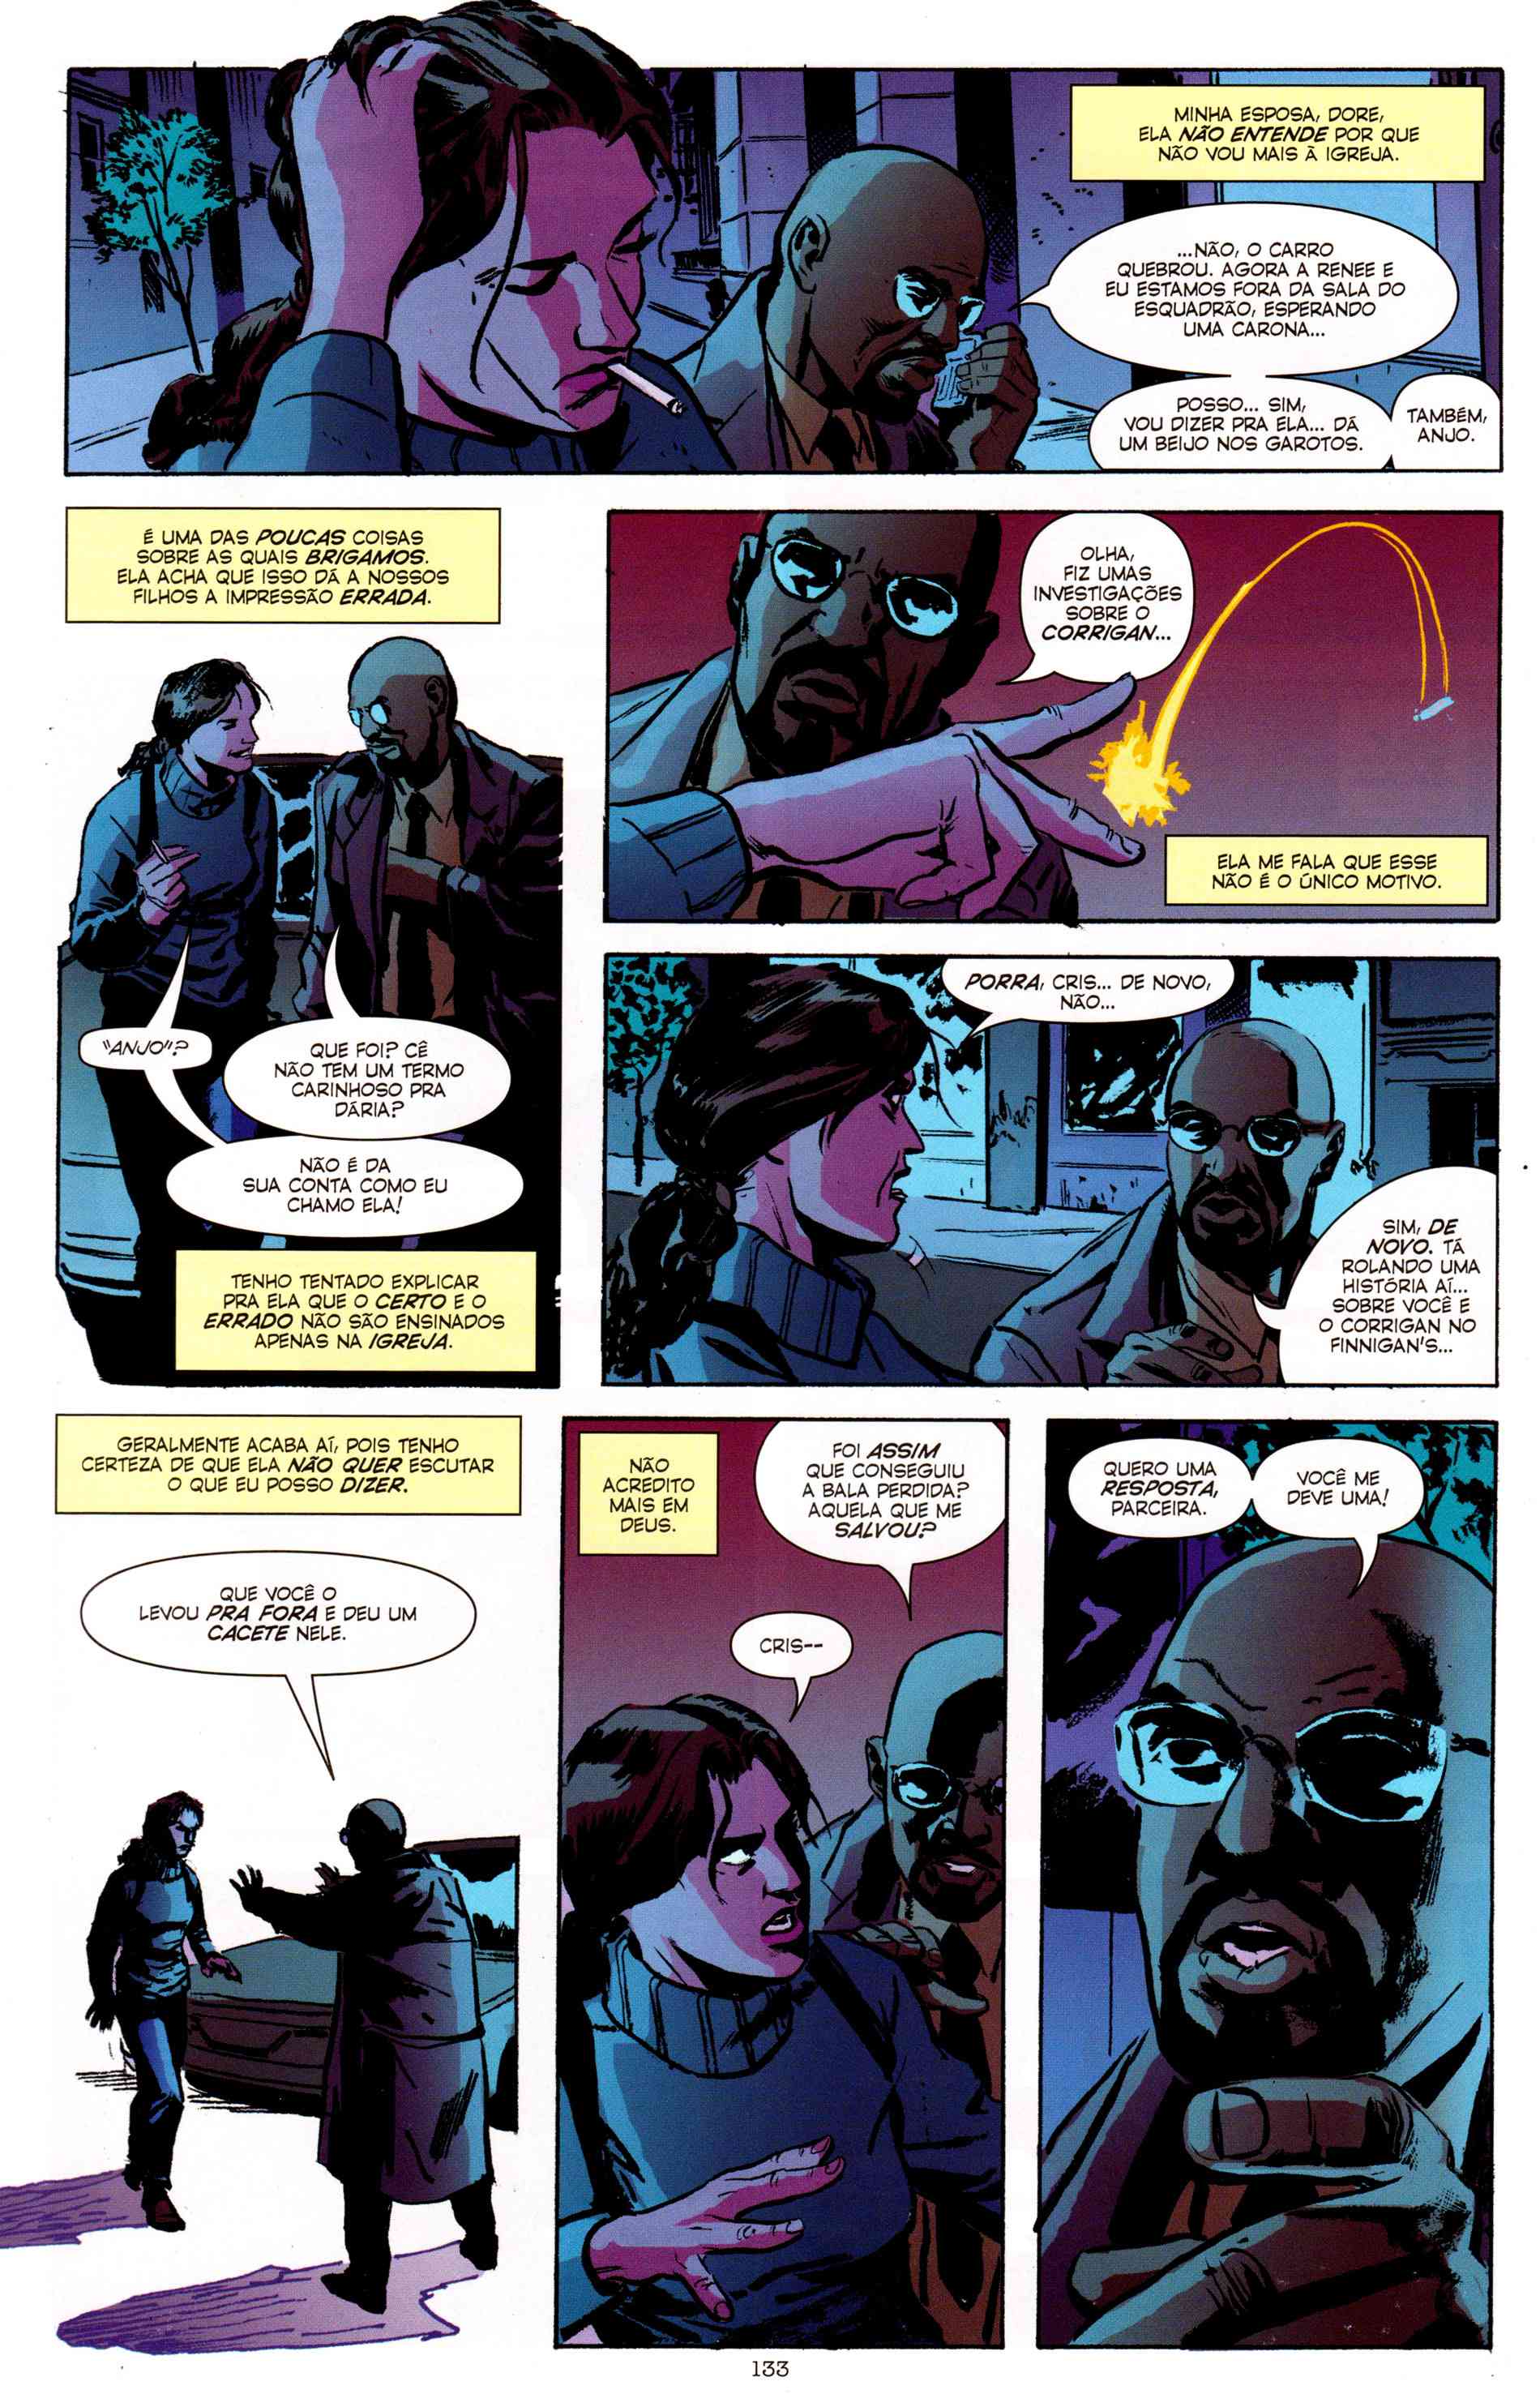 MINHA ESPOSA, DORE,
ELA NÃO ENTENDE POR QUE
NÃO VOU MAIS À IGREJA.
...NÃO, O CARRO
QUEBROU. AGORA A RENEE E
EU ESTAMOS FORA DA SALA DO
ESQUADRÃO, ESPERANDO
UMA CARONA...
POSSO... SIM,
VOU DIZER PRA ELA... DÁ
UM BEIJO NOS GAROTOS.
TAMBÉM,
ANJO.
É UMA DAS POUCAS COISAS
SOBRE AS QUAIS BRIGAMOS.
ELA ACHA QUE ISSO DÁ A NOSSOS
FILHOS A IMPRESSÃO ERRADA.
"ANJO"?
QUE FOI? CÊ
NÃO TEM UM TERMO
CARINHOSO PRA
DÁRIA?
NÃO É DA
SUA CONTA COMO EU
CHAMO ELA!
TENHO TENTADO EXPLICAR
PRA ELA QUE O CERTO E O
ERRADO NÃO SÃO ENSINADOS
APENAS NA IGREJA.
OLHA,
FIZ UMAS
INVESTIGAÇÕES
SOBRE O
CORRIGAN...
ELA ME FALA QUE ESSE
NÃO É O ÚNICO MOTIVO.
PORRA, CRIS... DE NOVO,
NÃO...
SIM, DE
NOVO. TÁ
ROLANDO UMA
HISTÓRIA AÍ...
SOBRE VOCÊ E
O CORRIGAN NO
FINNIGAN'S...
GERALMENTE ACABA AÍ, POIS TENHO
CERTEZA DE QUE ELA NÃO QUER ESCUTAR
O QUE EU POSSO DIZER.
QUE VOCÊ O
LEVOU PRA FORA E DEU UM
CACETE NELE.
NÃO
ACREDITO
MAIS EM
DEUS.
FOI ASSIM
QUE CONSEGUIU
A BALA PERDIDA?
AQUELA QUE ME
SALVOU?
CRIS--
QUERO UMA
RESPOSTA,
PARCEIRA.
VOCÊ ME
DEVE UMA!
133